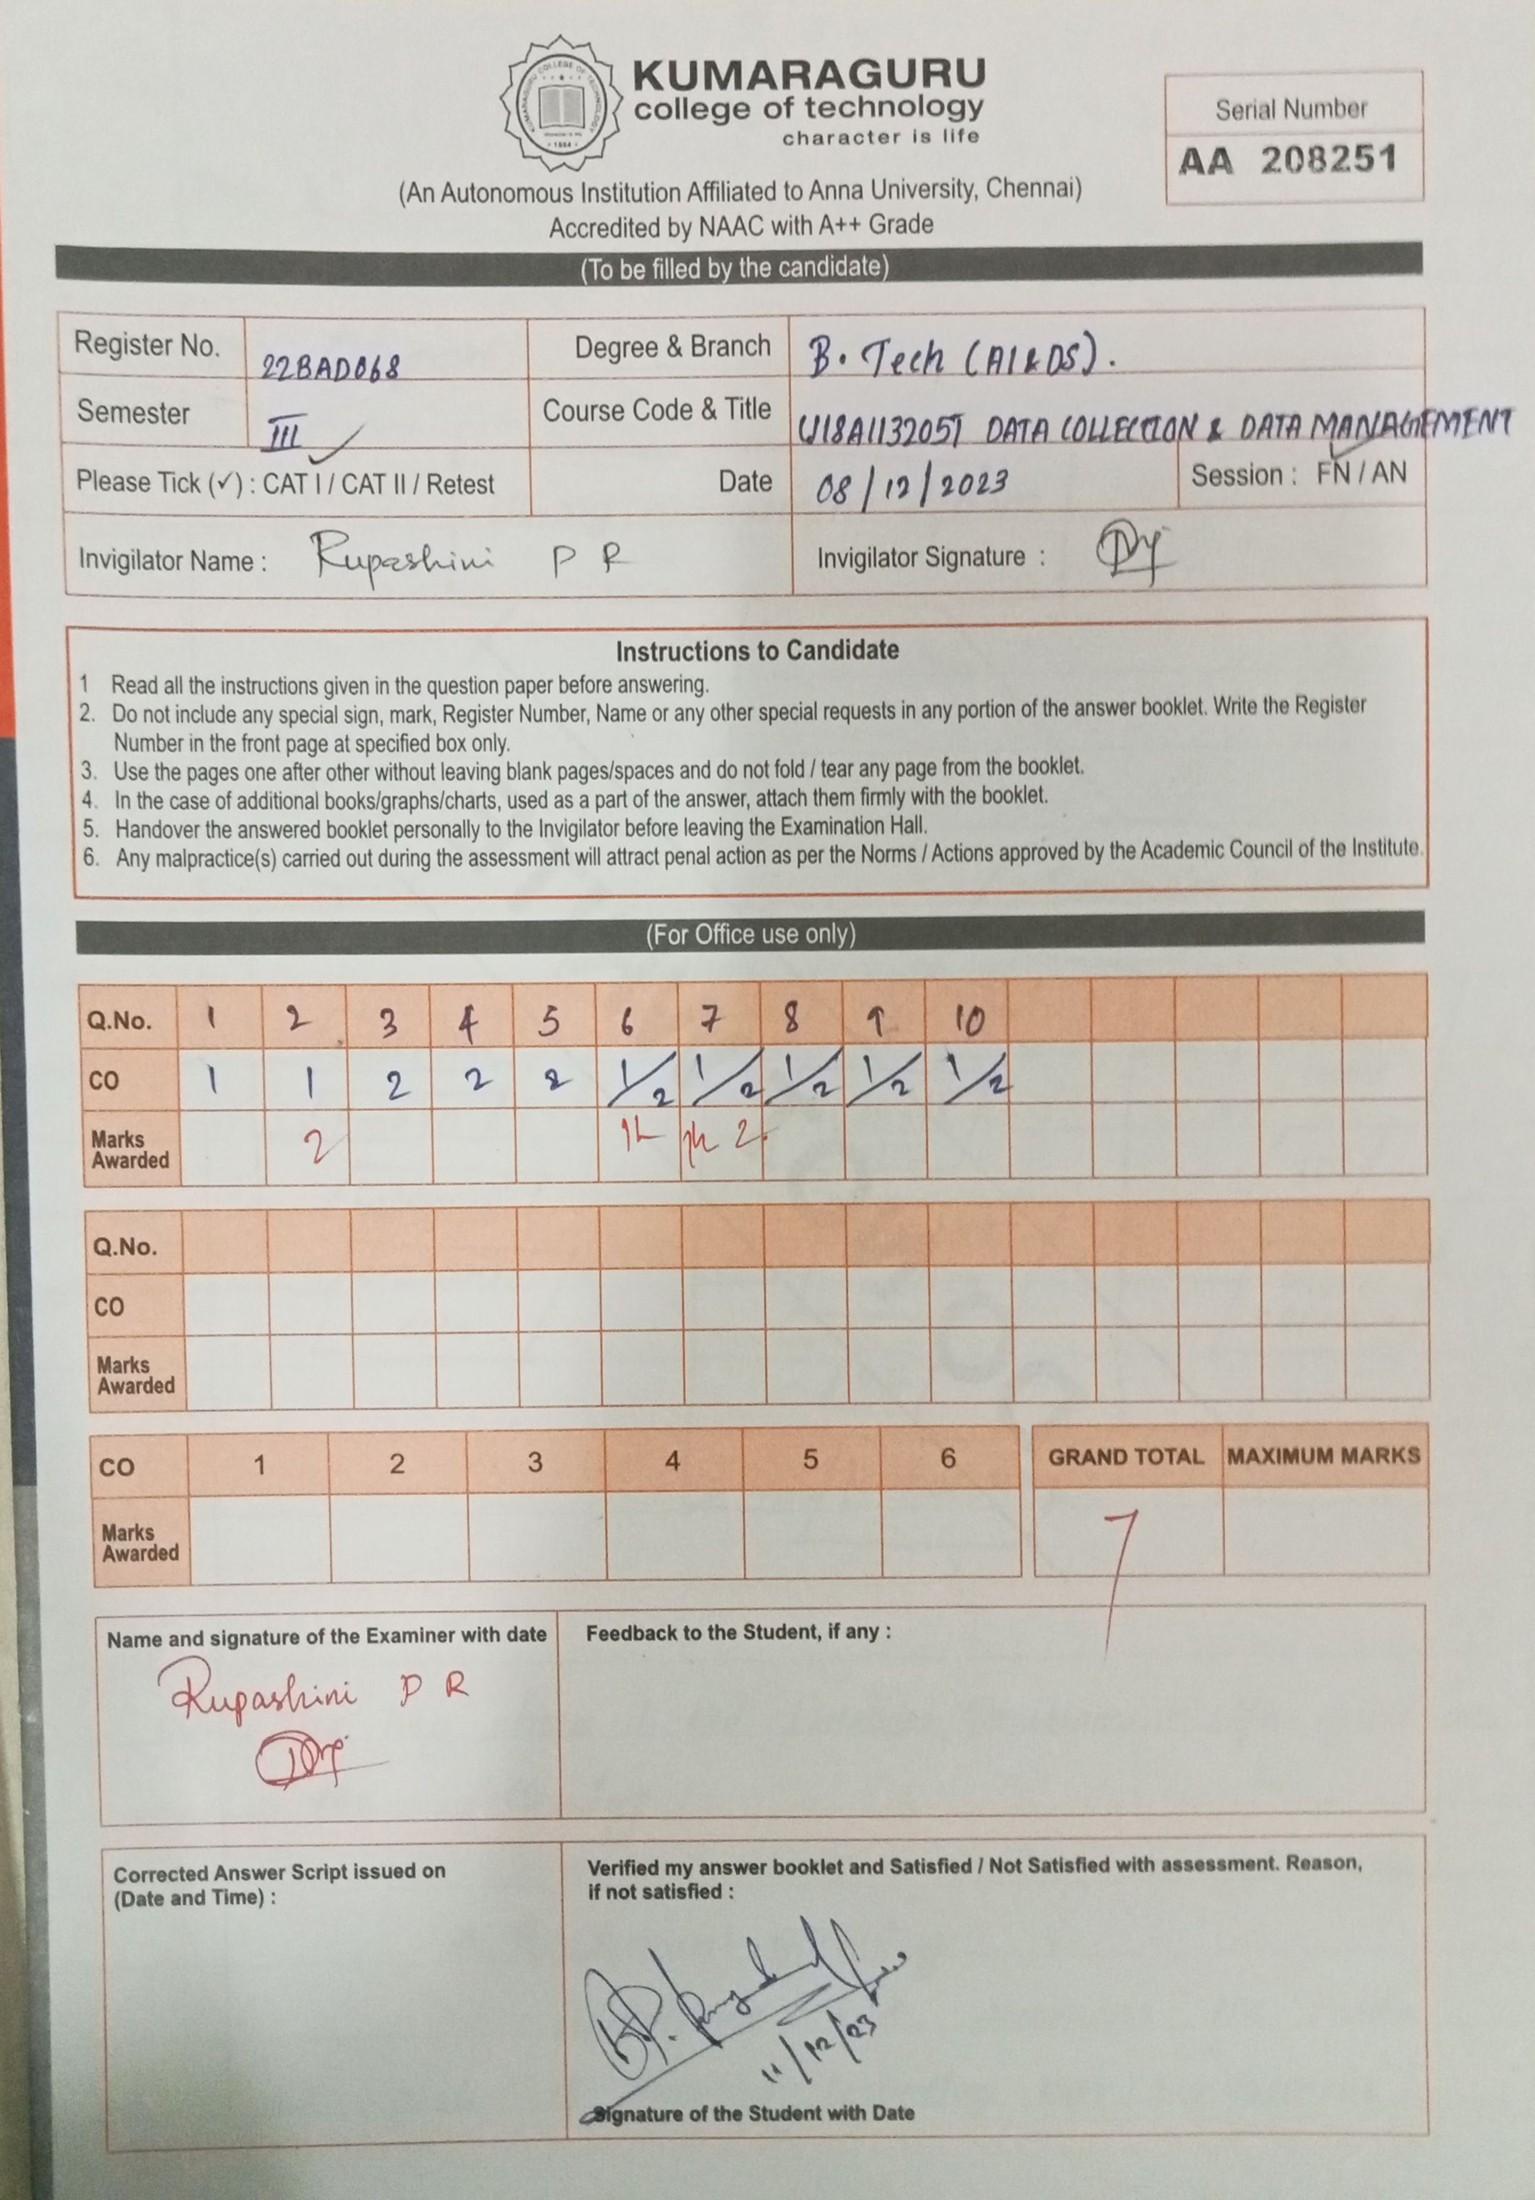 KUMARAGURU
college of technology
character is life
Serial Number
AA 208251
(An Autonomous Institution Affiliated to Anna University, Chennai)
Accredited by NAAC with A++ Grade
(To be filled by the candidate)
Register No. 22BAD068 Degree & Branch B. Tech (AI & DS).
Semester III Course Code & Title U18AII3205T DATA COLLECTION & DATA MANAGEMENT
Please Tick (✓) : CAT I / CAT II / Retest Date 08/12/2023 Session : FN / AN
Invigilator Name : Rupashini P R Invigilator Signature :
Instructions to Candidate
1 Read all the instructions given in the question paper before answering.
2. Do not include any special sign, mark, Register Number, Name or any other special requests in any portion of the answer booklet. Write the Register
Number in the front page at specified box only.
3. Use the pages one after other without leaving blank pages/spaces and do not fold / tear any page from the booklet.
4. In the case of additional books/graphs/charts, used as a part of the answer, attach them firmly with the booklet.
5. Handover the answered booklet personally to the Invigilator before leaving the Examination Hall.
6. Any malpractice(s) carried out during the assessment will attract penal action as per the Norms / Actions approved by the Academic Council of the Institute.
(For Office use only)
Q.No. 1 2 3 4 5 6 7 8 9 10
CO 1 1 2 2 2 1/2 1/2 1/2 1/2 1/2
Marks
Awarded 2 2
Q.No.
CO
Marks
Awarded
CO 1 2 3 4 5 6 GRAND TOTAL MAXIMUM MARKS
Marks
Awarded 7
Name and signature of the Examiner with date
Rupashini P R
Feedback to the Student, if any :
Corrected Answer Script issued on
(Date and Time) :
Verified my answer booklet and Satisfied / Not Satisfied with assessment. Reason,
if not satisfied :
11/12/23
Signature of the Student with Date